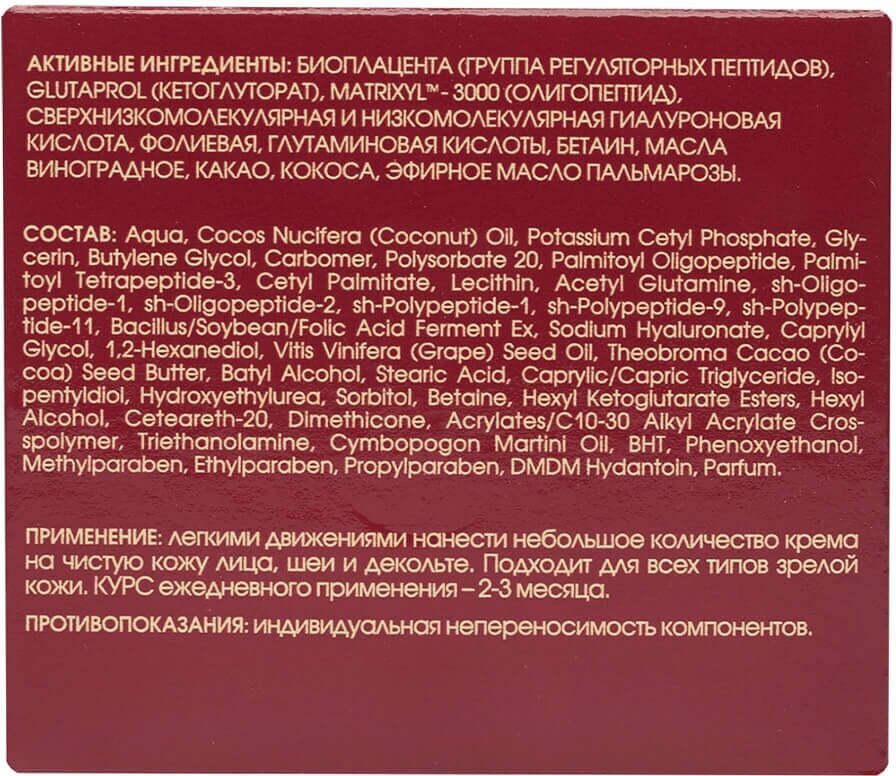 АКТИВНЫЕ ИНГРЕДИЕНТЫ: БИОПЛАЦЕНТА (ГРУППА РЕГУЛЯТОРНЫХ ПЕПТИДОВ),
GLUTAPROL (КЕТОГЛУТОРАТ), MATRIXYL™- 3000 (ОЛИГОПЕПТИД),
СВЕРХНИЗКОМОЛЕКУЛЯРНАЯ И НИЗКОМОЛЕКУЛЯРНАЯ ГИАЛУРОНОВАЯ
КИСЛОТА, ФОЛИЕВАЯ, ГЛУТАМИНОВАЯ КИСЛОТЫ, БЕТАИН, МАСЛА
ВИНОГРАДНОЕ, КАКАО, КОКОСА, ЭФИРНОЕ МАСЛО ПАЛЬМАРОЗЫ.
СОСТАВ: Aqua, Cocos Nucifera (Coconut) Oil, Potassium Cetyl Phosphate, Gly-
cerin, Butylene Glycol, Carbomer, Polysorbate 20, Palmitoyl Oligopeptide, Palmi-
toyl Tetrapeptide-3, Cetyl Palmitate, Lecithin, Acetyl Glutamine, sh-Oligo-
peptide-1, sh-Oligopeptide-2, sh-Polypeptide-1, sh-Polypeptide-9, sh-Polypep-
tide-11, Bacillus/Soybean/Folic Acid Ferment Ex, Sodium Hyaluronate, Caprylyl
Glycol, 1,2-Hexanediol, Vitis Vinifera (Grape) Seed Oil, Theobroma Cacao (Co-
coa) Seed Butter, Batyl Alcohol, Stearic Acid, Caprylic/Capric Triglyceride, Iso-
pentyldiol, Hydroxyethylurea, Sorbitol, Betaine, Hexyl Ketoglutarate Esters, Hexyl
Alcohol, Ceteareth-20, Dimethicone, Acrylates/C10-30 Alkyl Acrylate Cros-
spolymer, Triethanolamine, Cymbopogon Martini Oil, BHT, Phenoxyethanol,
Methylparaben, Ethylparaben, Propylparaben, DMDM Hydantoin, Parfum.
ПРИМЕНЕНИЕ: легкими движениями нанести небольшое количество крема
на чистую кожу лица, шеи и декольте. Подходит для всех типов зрелой
кожи. КУРС ежедневного применения – 2-3 месяца.
ПРОТИВОПОКАЗАНИЯ: индивидуальная непереносимость компонентов.